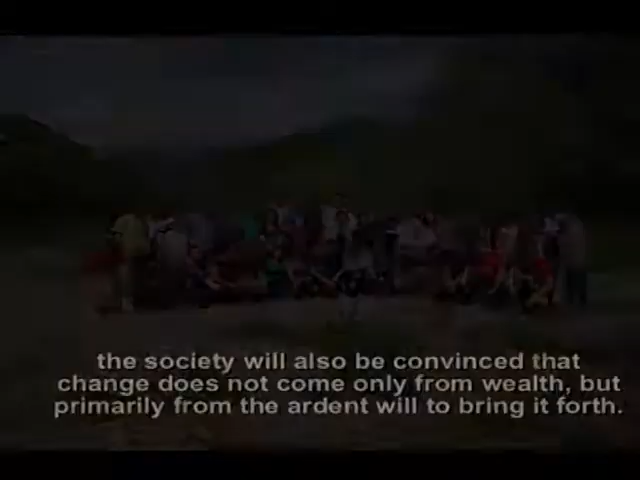 the society will also be convinced that
change does not come only from wealth, but
primarily from the ardent will to bring it forth.